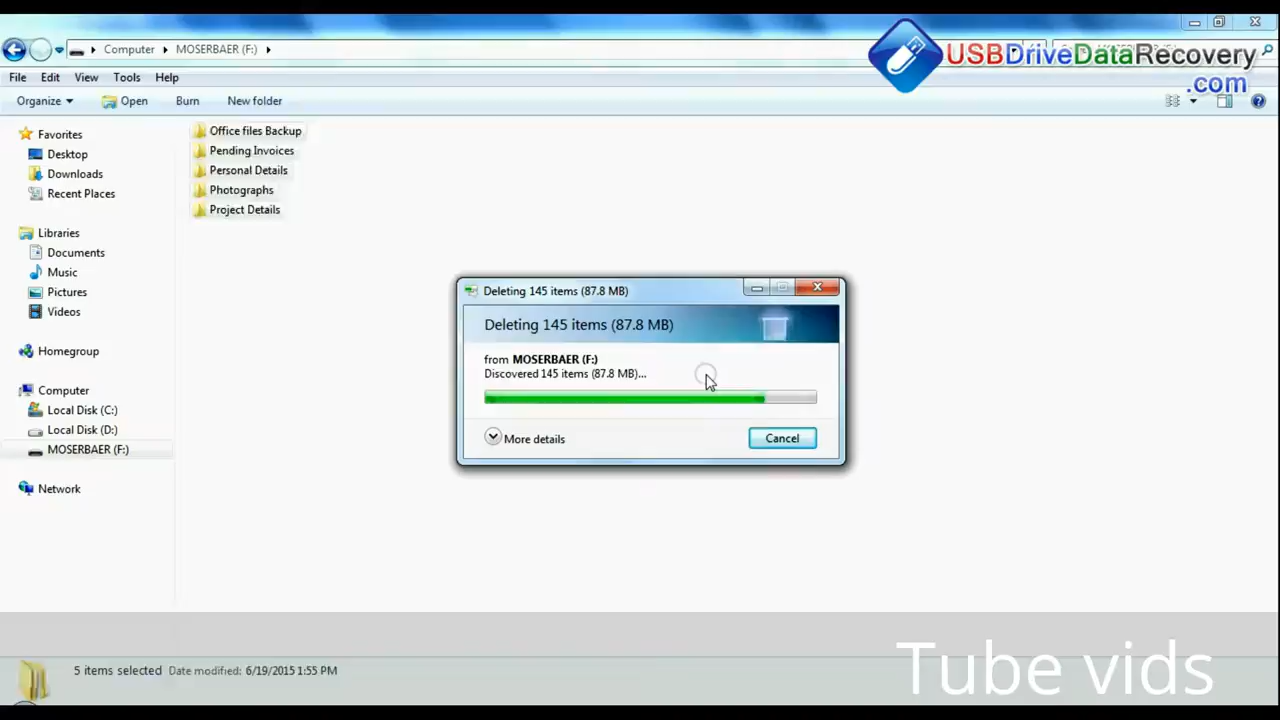 Computer
MOSERBAER (F:)
USBDriveDataRecovery
.com
File Edit View Tools Help
Organize Open Burn New folder
Favorites
Desktop
Downloads
Recent Places
Libraries
Documents
Music
Pictures
Videos
Homegroup
Computer
Local Disk (C:)
Local Disk (D:)
MOSERBAER (F:)
Network
Office files Backup
Pending Invoices
Personal Details
Photographs
Project Details
Deleting 145 items (87.8 MB)
Deleting 145 items (87.8 MB)
from MOSERBAER (F:)
Discovered 145 items (87.8 MB)...
More details
Cancel
5 items selected Date modified: 6/19/2015 1:55 PM
Tube vids